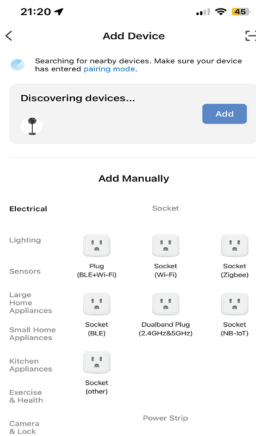 21:20
45
Add Device
Searching for nearby devices. Make sure your device
has entered pairing mode.
Discovering devices...
Add
Add Manually
Electrical
Socket
Lighting
Plug
(BLE+Wi-Fi)
Socket
(Wi-Fi)
Socket
(Zigbee)
Sensors
Large
Home
Appliances
Socket
(BLE)
Dualband Plug
(2.4GHz&5GHz)
Socket
(NB-IoT)
Small Home
Appliances
Kitchen
Appliances
Socket
(other)
Exercise
& Health
Power Strip
Camera
& Lock